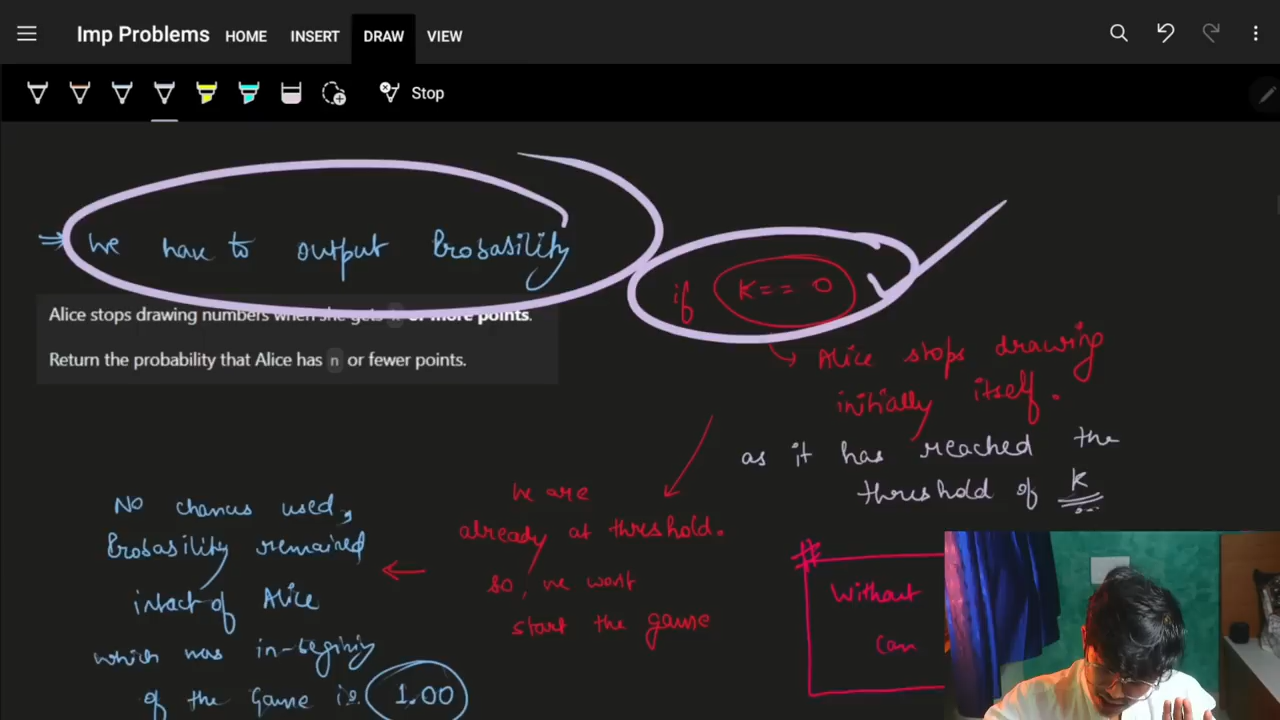 Imp Problems HOME INSERT DRAW VIEW
Stop
⇒ We have to output Probability
if K == 0
Alice stops drawing numbers when she gets or more points.
Return the probability that Alice has n or fewer points.
Alice stops drawing
initially itself.
as it has reached the
threshold of K
We are
already at threshold.
so, we wont
start the game
No chances used,
Probability remained
intact of Alice
which was in-begining
of the Game i.e. 1.00
#
Without
can